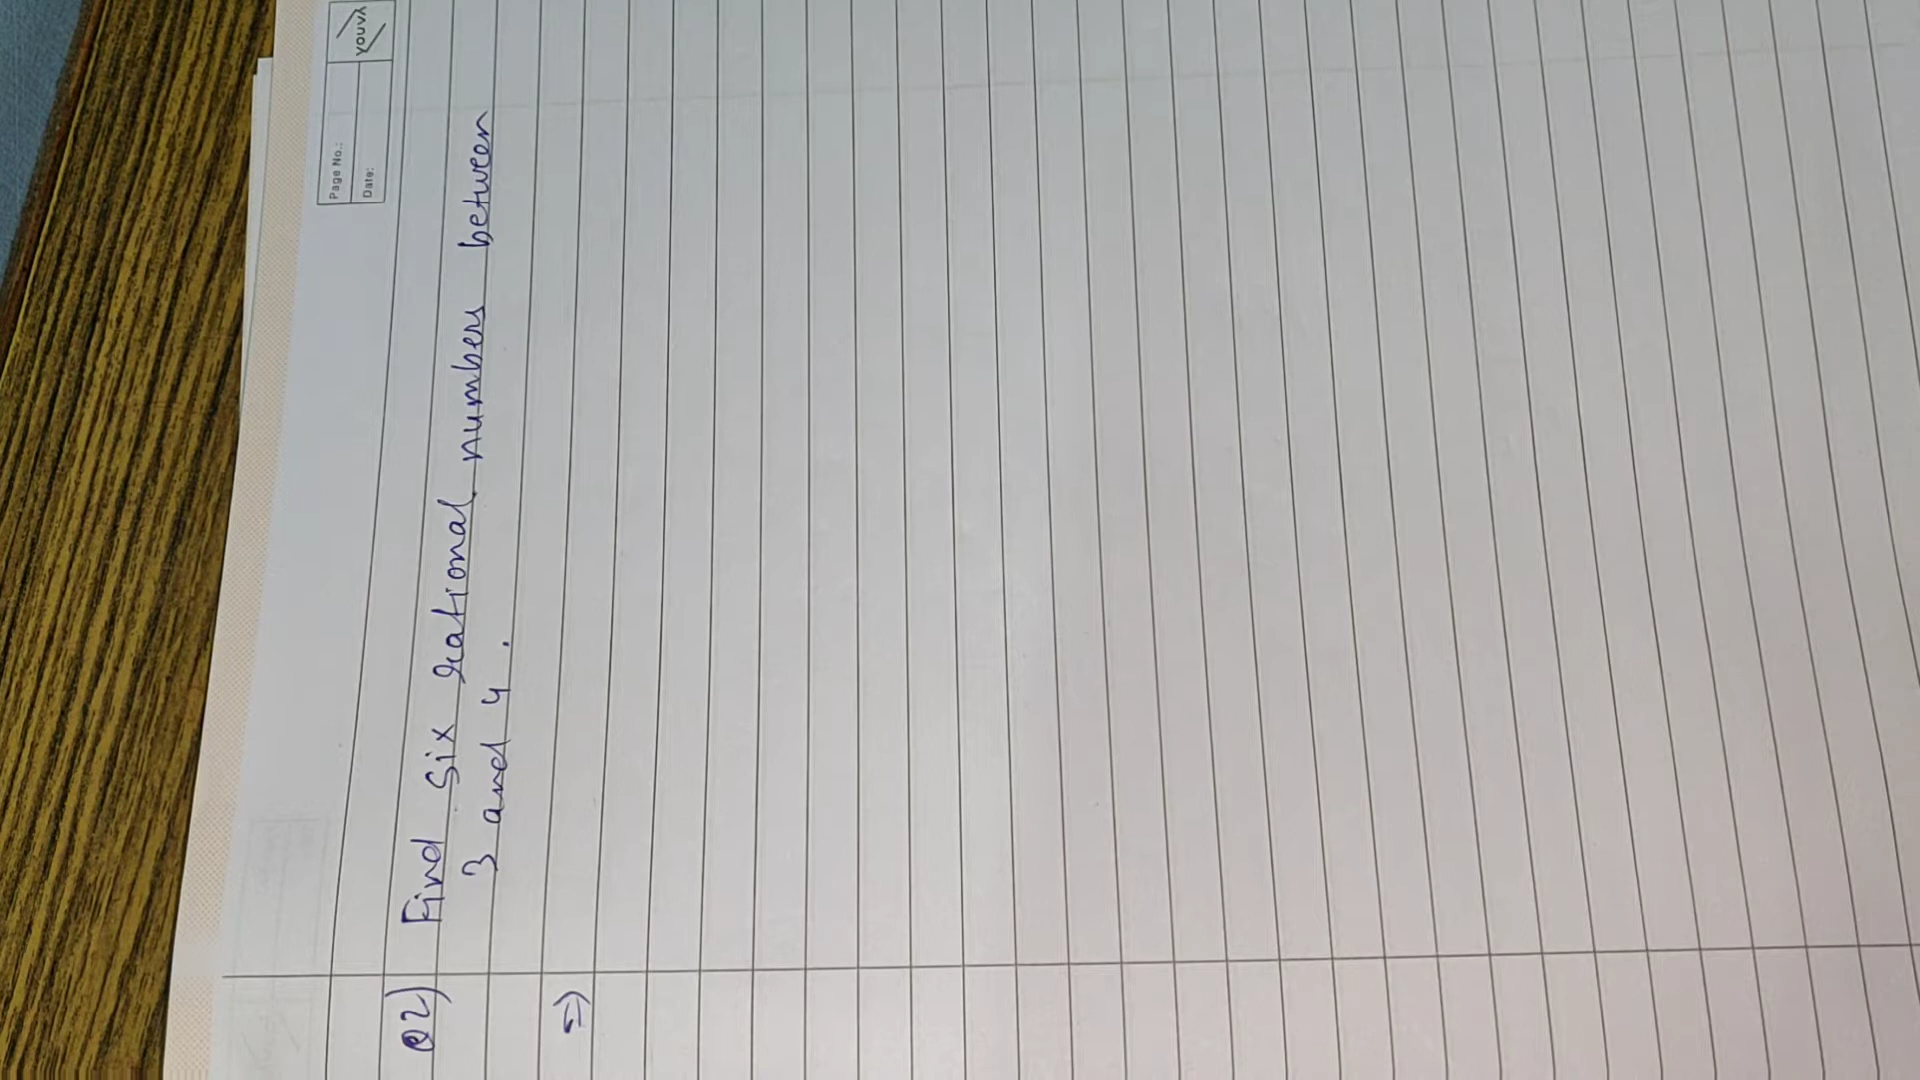 Page No.:
Date:
YOUVA
Q2) Find six rational numbers between
3 and 4.
⇒